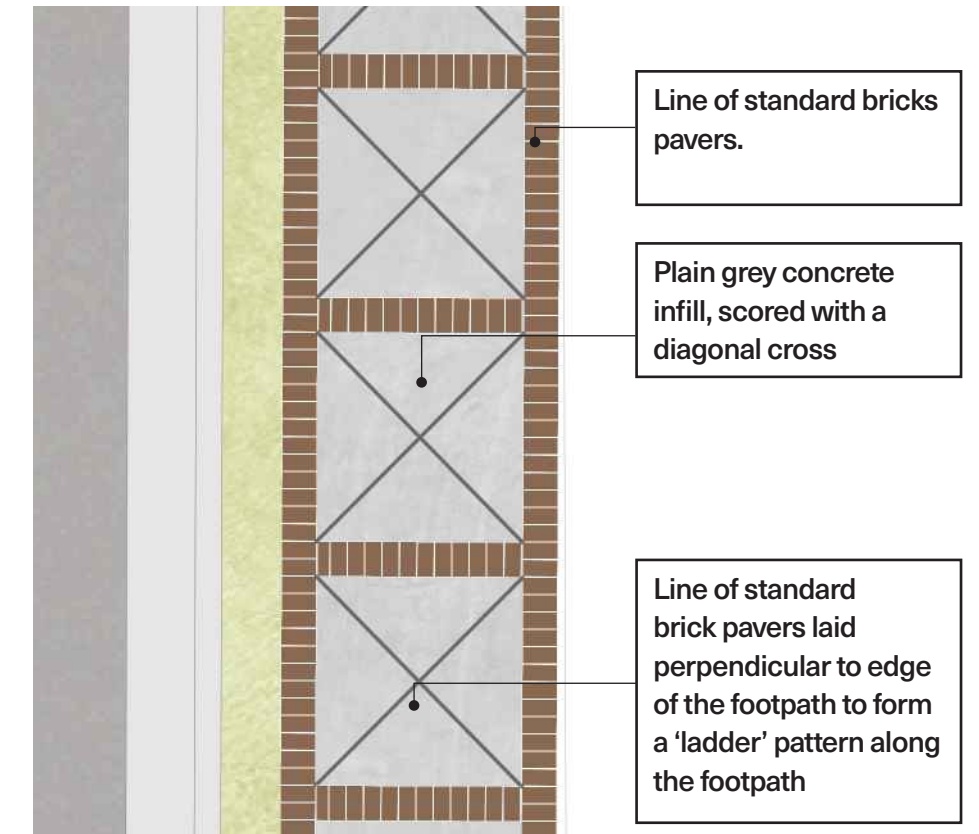 Line of standard bricks
pavers.
Plain grey concrete
infill, scored with a
diagonal cross
Line of standard
brick pavers laid
perpendicular to edge
of the footpath to form
a ‘ladder’ pattern along
the footpath